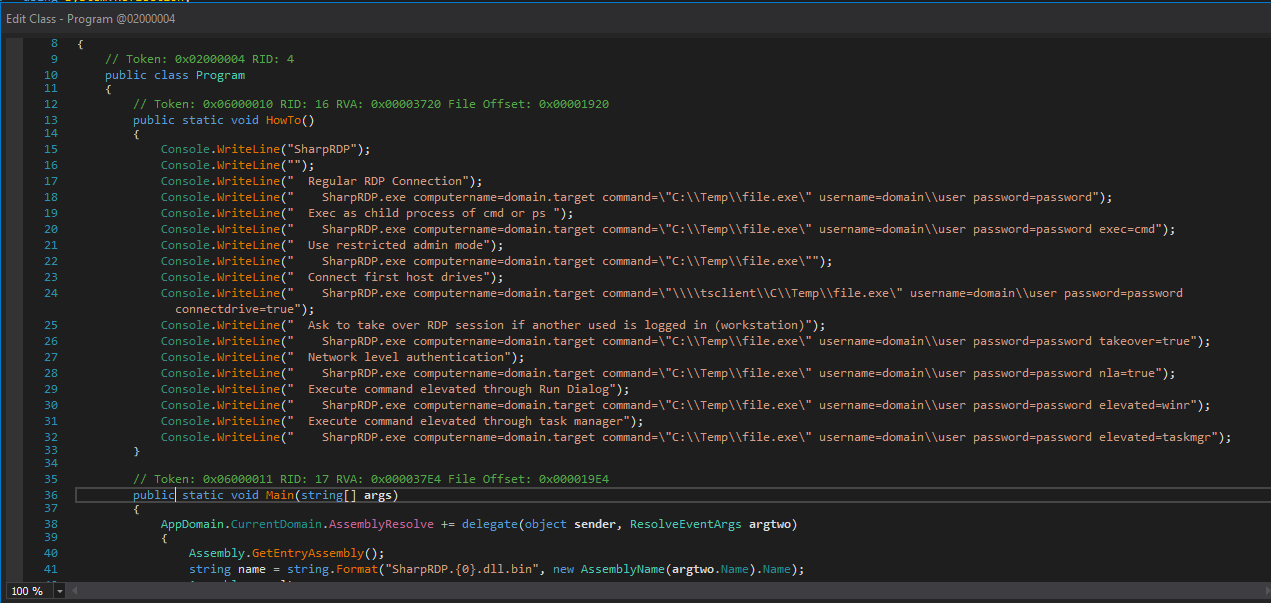 Edit Class - Program @02000004
8 {
9 // Token: 0x02000004 RID: 4
10 public class Program
11 {
12 // Token: 0x06000010 RID: 16 RVA: 0x00003720 File Offset: 0x00001920
13 public static void HowTo()
14 {
15 Console.WriteLine("SharpRDP");
16 Console.WriteLine("");
17 Console.WriteLine("  Regular RDP Connection");
18 Console.WriteLine("    SharpRDP.exe computername=domain.target command=\"C:\\Temp\\file.exe\" username=domain\\user password=password");
19 Console.WriteLine("  Exec as child process of cmd or ps ");
20 Console.WriteLine("    SharpRDP.exe computername=domain.target command=\"C:\\Temp\\file.exe\" username=domain\\user password=password exec=cmd");
21 Console.WriteLine("  Use restricted admin mode");
22 Console.WriteLine("    SharpRDP.exe computername=domain.target command=\"C:\\Temp\\file.exe\"");
23 Console.WriteLine("  Connect first host drives");
24 Console.WriteLine("    SharpRDP.exe computername=domain.target command=\"\\\\tsclient\\C\\Temp\\file.exe\" username=domain\\user password=password
connectdrive=true");
25 Console.WriteLine("  Ask to take over RDP session if another used is logged in (workstation)");
26 Console.WriteLine("    SharpRDP.exe computername=domain.target command=\"C:\\Temp\\file.exe\" username=domain\\user password=password takeover=true");
27 Console.WriteLine("  Network level authentication");
28 Console.WriteLine("    SharpRDP.exe computername=domain.target command=\"C:\\Temp\\file.exe\" username=domain\\user password=password nla=true");
29 Console.WriteLine("  Execute command elevated through Run Dialog");
30 Console.WriteLine("    SharpRDP.exe computername=domain.target command=\"C:\\Temp\\file.exe\" username=domain\\user password=password elevated=winr");
31 Console.WriteLine("  Execute command elevated through task manager");
32 Console.WriteLine("    SharpRDP.exe computername=domain.target command=\"C:\\Temp\\file.exe\" username=domain\\user password=password elevated=taskmgr");
33 }
34
35 // Token: 0x06000011 RID: 17 RVA: 0x000037E4 File Offset: 0x000019E4
36 public static void Main(string[] args)
37 {
38 AppDomain.CurrentDomain.AssemblyResolve += delegate(object sender, ResolveEventArgs argtwo)
39 {
40 Assembly.GetEntryAssembly();
41 string name = string.Format("SharpRDP.{0}.dll.bin", new AssemblyName(argtwo.Name).Name);
100 %